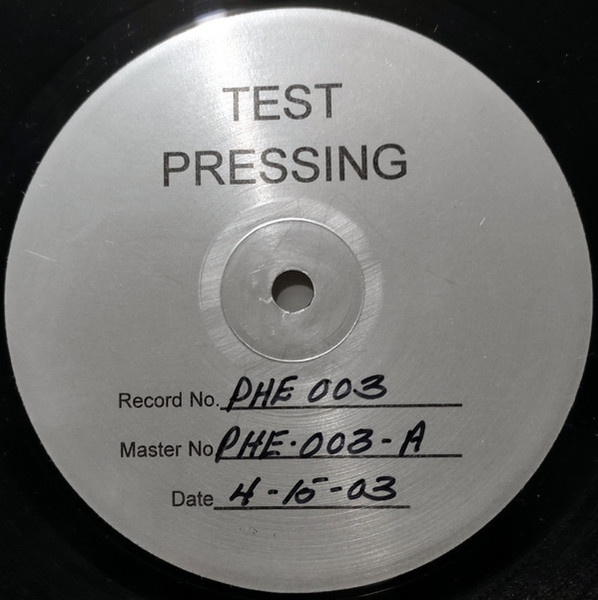 TEST
PRESSING
Record No. PHE 003
Master No PHE-003-A
Date 4-15-03